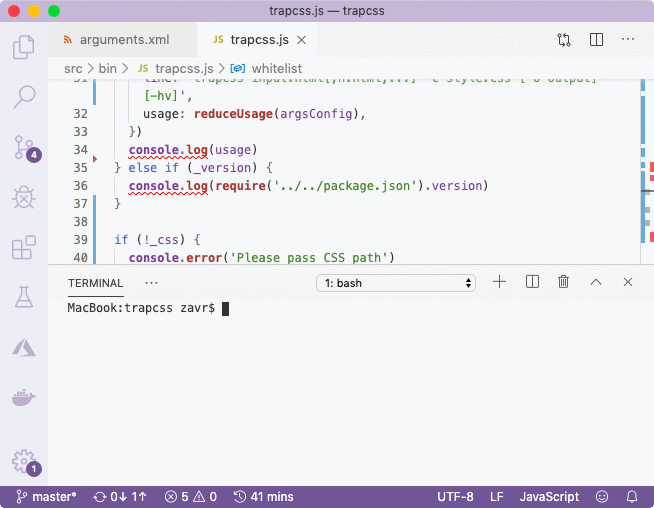 trapcss.js — trapcss
arguments.xml
JS trapcss.js
src > bin > JS trapcss.js > whitelist
[-hv]',
32 usage: reduceUsage(argsConfig),
33 })
34 console.log(usage)
35 } else if (_version) {
36 console.log(require('../../package.json').version)
37 }
38
39 if (!_css) {
40 console.error('Please pass CSS path')
4
TERMINAL ···
1: bash
MacBook:trapcss zavr$
1
master* 0↓ 1↑ 5 0 41 mins UTF-8 LF JavaScript